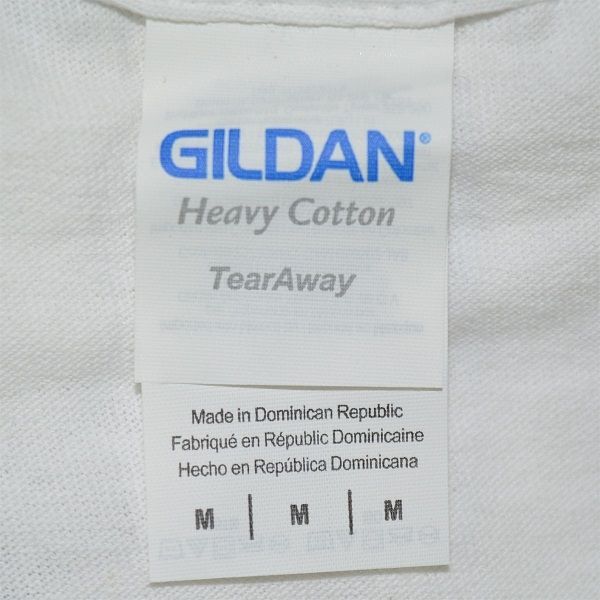 GILDAN®
Heavy Cotton
TearAway
Made in Dominican Republic
Fabriqué en Républic Dominicaine
Hecho en República Dominicana
M | M | M